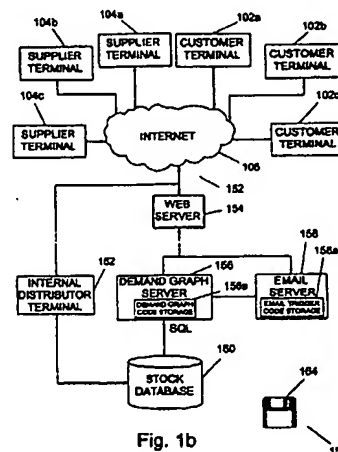 104b
104a
102a
102b
SUPPLIER
TERMINAL
SUPPLIER
TERMINAL
CUSTOMER
TERMINAL
CUSTOMER
TERMINAL
104c
SUPPLIER
TERMINAL
INTERNET
CUSTOMER
TERMINAL
106
152
WEB
SERVER
154
158
156
INTERNAL
DISTRIBUTOR
TERMINAL
162
DEMAND GRAPH
SERVER
DEMAND GRAPH
CODE STORAGE
156a
EMAIL
SERVER
158a
EMAIL TRIGGER
CODE STORAGE
SQL
STOCK
DATABASE
160
164
Fig. 1b